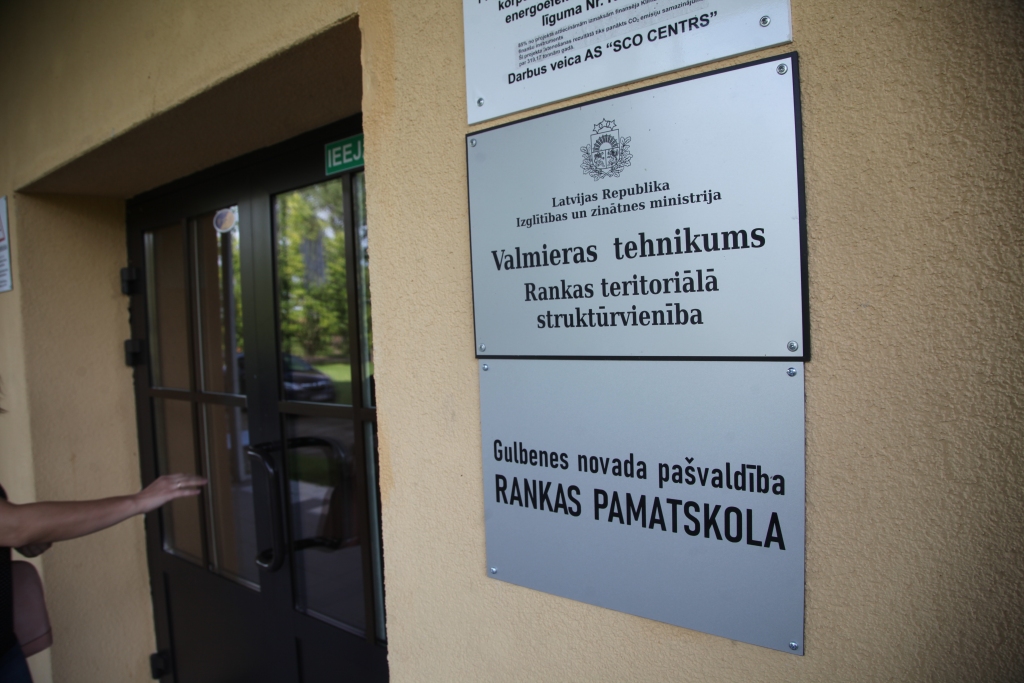 energoefek
līguma Nr.
Darbus veica AS “SCO CENTRS”
IEEJ
Latvijas Republika
Izglītības un zinātnes ministrija
Valmieras tehnikums
Rankas teritoriālā
struktūrvienība
Gulbenes novada pašvaldība
RANKAS PAMATSKOLA